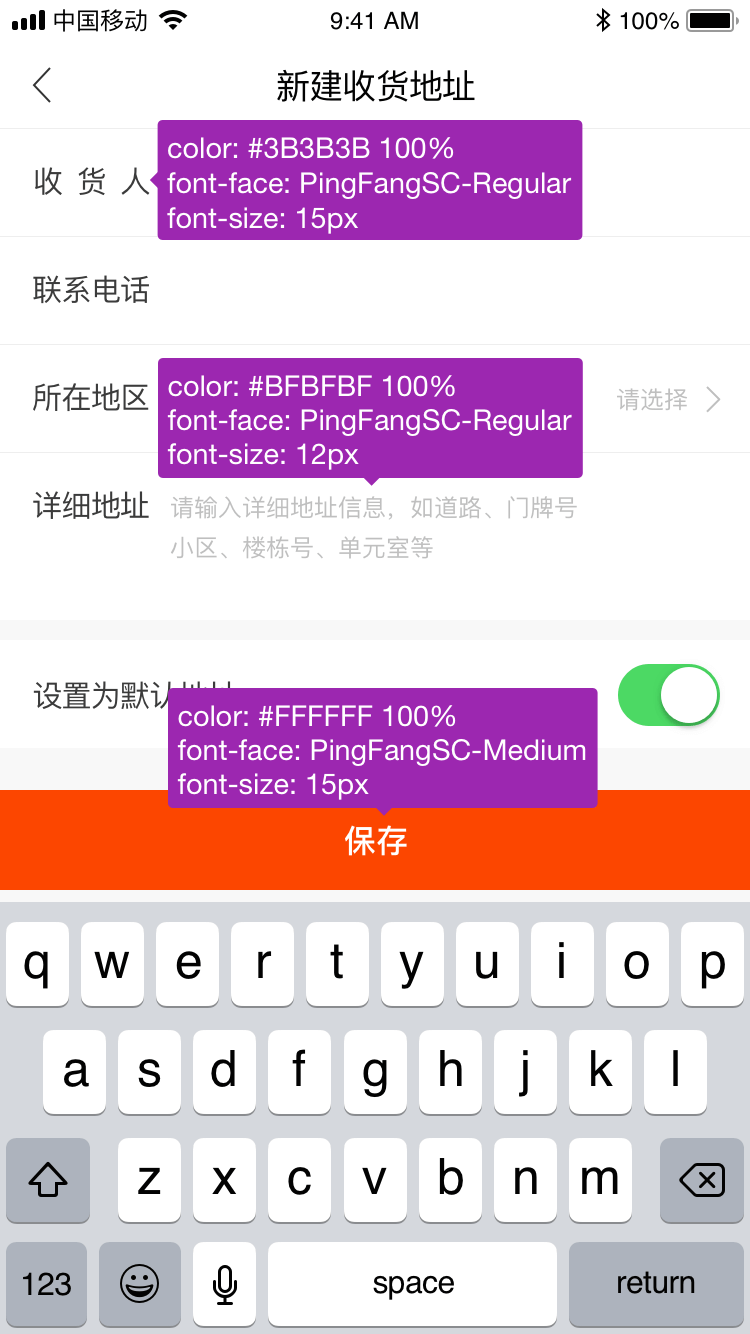 中国移动 9:41 AM 100%
新建收货地址
color: #3B3B3B 100%
收 货 人 font-face: PingFangSC-Regular
font-size: 15px
联系电话
color: #BFBFBF 100%
所在地区 font-face: PingFangSC-Regular 请选择
font-size: 12px
详细地址 请输入详细地址信息，如道路、门牌号
小区、楼栋号、单元室等
设置为默认地址
color: #FFFFFF 100%
font-face: PingFangSC-Medium
font-size: 15px
保存
q w e r t y u i o p
a s d f g h j k l
z x c v b n m
123 space return